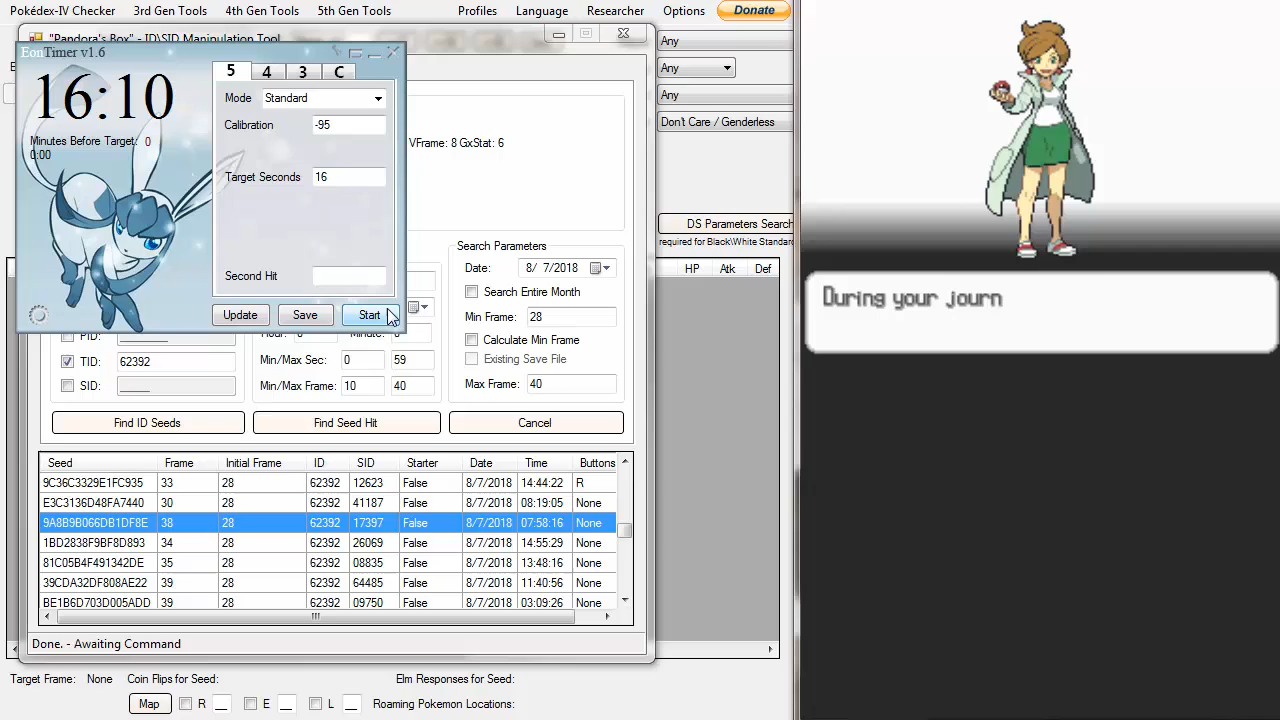 Pokédex-IV Checker 3rd Gen Tools 4th Gen Tools 5th Gen Tools Profiles Language Researcher Options Donate
"Pandora's Box" - ID\SID Manipulation Tool
EonTimer v1.6
16:10
Minutes Before Target: 0
0:00
5 4 3 C
Mode Standard
Calibration -95
Target Seconds 16
Second Hit
Update Save Start
VFrame: 8 GxStat: 6
Any
Any
Any
Don't Care / Genderless
DS Parameters Search
required for Black\White Standard
HP Atk Def
Search Parameters
Date: 8/ 7/2018
Search Entire Month
Min Frame: 28
Calculate Min Frame
Existing Save File
Max Frame: 40
PID:
TID: 62392
SID:
Hour: Minute:
Min/Max Sec: 0 59
Min/Max Frame: 10 40
Find ID Seeds Find Seed Hit Cancel
Seed Frame Initial Frame ID SID Starter Date Time Buttons
9C36C3329E1FC935 33 28 62392 12623 False 8/7/2018 14:44:22 R
E3C3136D48FA7440 30 28 62392 41187 False 8/7/2018 08:19:05 None
9A8B9B066DB1DF8E 38 28 62392 17397 False 8/7/2018 07:58:16 None
1BD2838F9BF8D893 34 28 62392 26069 False 8/7/2018 14:55:29 None
81C05B4F491342DE 35 28 62392 08835 False 8/7/2018 13:48:16 None
39CDA32DF808AE22 39 28 62392 64485 False 8/7/2018 11:40:56 None
BE1B6D703D005ADD 39 28 62392 09750 False 8/7/2018 03:09:26 None
Done. - Awaiting Command
Target Frame: None Coin Flips for Seed: Elm Responses for Seed:
Map R E L Roaming Pokemon Locations:
During your journ